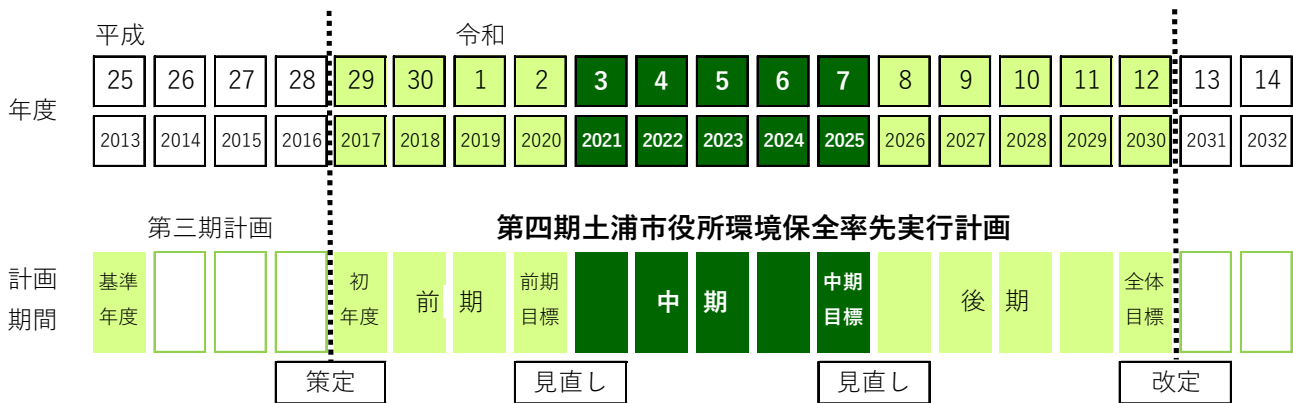 平成 令和
年度
25 26 27 28 29 30 1 2 3 4 5 6 7 8 9 10 11 12 13 14
2013 2014 2015 2016 2017 2018 2019 2020 2021 2022 2023 2024 2025 2026 2027 2028 2029 2030 2031 2032
第三期計画 第四期土浦市役所環境保全率先実行計画
計画
期間
基準
年度
初
年度
前 期
前期
目標
中 期
中期
目標
後 期
全体
目標
策定 見直し 見直し 改定